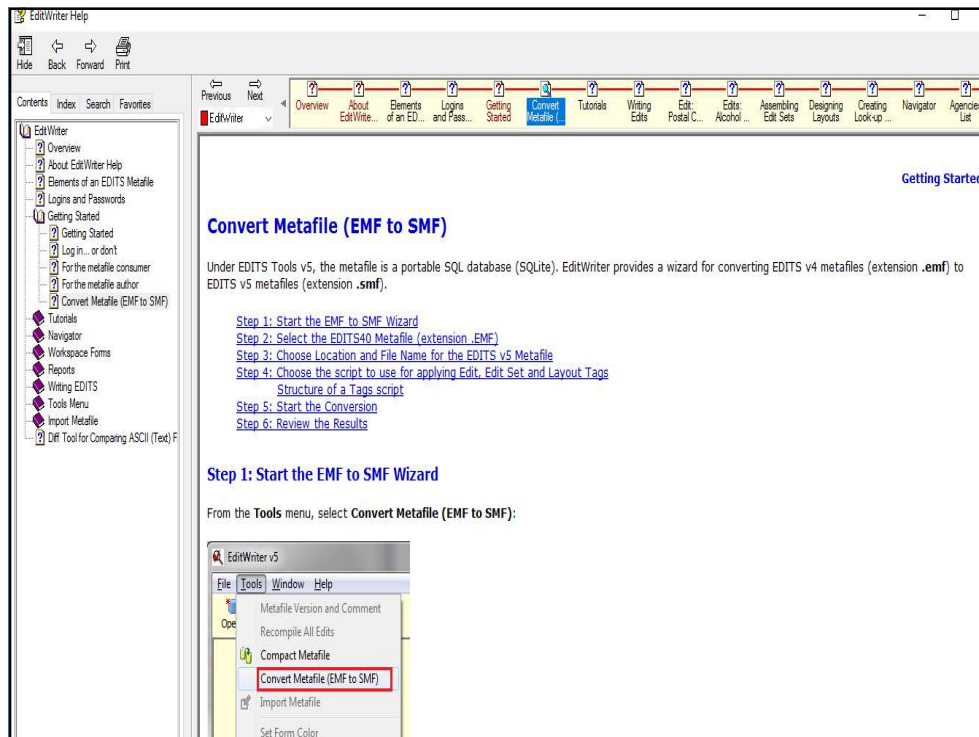 EditWriter Help
Hide Back Forward Print
Contents Index Search Favorites
EditWriter
Overview
About EditWriter Help
Elements of an EDITS Metafile
Logins and Passwords
Getting Started
Getting Started
Log in... or don't
For the metafile consumer
For the metafile author
Convert Metafile (EMF to SMF)
Tutorials
Navigator
Workspace Forms
Reports
Writing EDITS
Tools Menu
Import Metafile
Diff Tool for Comparing ASCII (Text) F
Previous Next
EditWriter
Overview
About EditWrite...
Elements of an ED...
Logins and Pass...
Getting Started
Convert Metafile (...
Tutorials
Writing Edits
Edit: Postal C...
Edits: Alcohol ...
Assembling Edit Sets
Designing Layouts
Creating Look-up ...
Navigator
Agencies List
Getting Started
Convert Metafile (EMF to SMF)
Under EDITS Tools v5, the metafile is a portable SQL database (SQLite). EditWriter provides a wizard for converting EDITS v4 metafiles (extension .emf) to
EDITS v5 metafiles (extension .smf).
Step 1: Start the EMF to SMF Wizard
Step 2: Select the EDITS40 Metafile (extension .EMF)
Step 3: Choose Location and File Name for the EDITS v5 Metafile
Step 4: Choose the script to use for applying Edit, Edit Set and Layout Tags
Structure of a Tags script
Step 5: Start the Conversion
Step 6: Review the Results
Step 1: Start the EMF to SMF Wizard
From the Tools menu, select Convert Metafile (EMF to SMF):
EditWriter v5
File Tools Window Help
Ope
Metafile Version and Comment
Recompile All Edits
Compact Metafile
Convert Metafile (EMF to SMF)
Import Metafile
Set Form Color